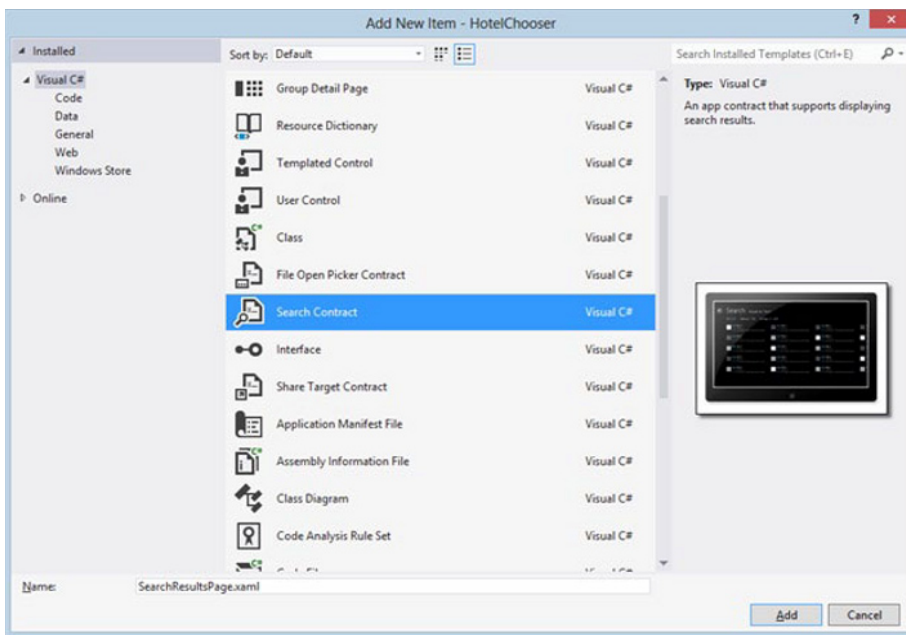 Add New Item - HotelChooser
Installed
Sort by: Default
Search Installed Templates (Ctrl+E)
Visual C#
Code
Data
General
Web
Windows Store
Online
Group Detail Page Visual C#
Resource Dictionary Visual C#
Templated Control Visual C#
User Control Visual C#
Class Visual C#
File Open Picker Contract Visual C#
Search Contract Visual C#
Interface Visual C#
Share Target Contract Visual C#
Application Manifest File Visual C#
Assembly Information File Visual C#
Class Diagram Visual C#
Code Analysis Rule Set Visual C#
Type: Visual C#
An app contract that supports displaying
search results.
Search
Name: SearchResultsPage.xaml
Add Cancel